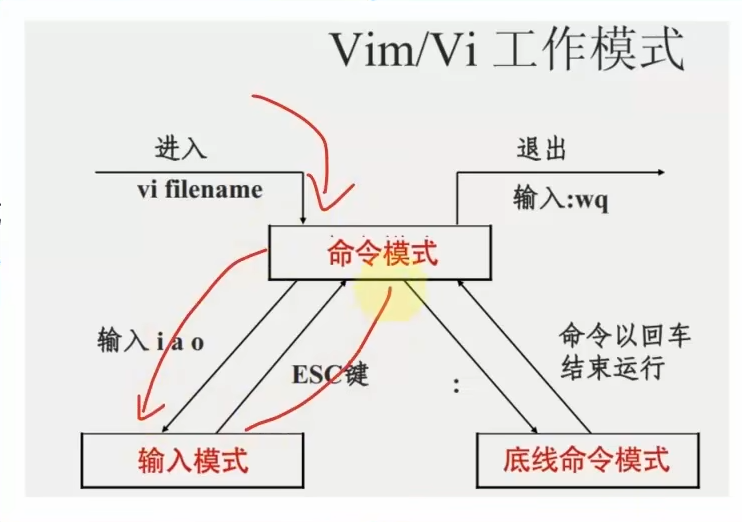 Vim/Vi 工作模式
进入
vi filename
退出
输入:wq
命令模式
输入 i a o
ESC键
:
命令以回车
结束运行
输入模式
底线命令模式